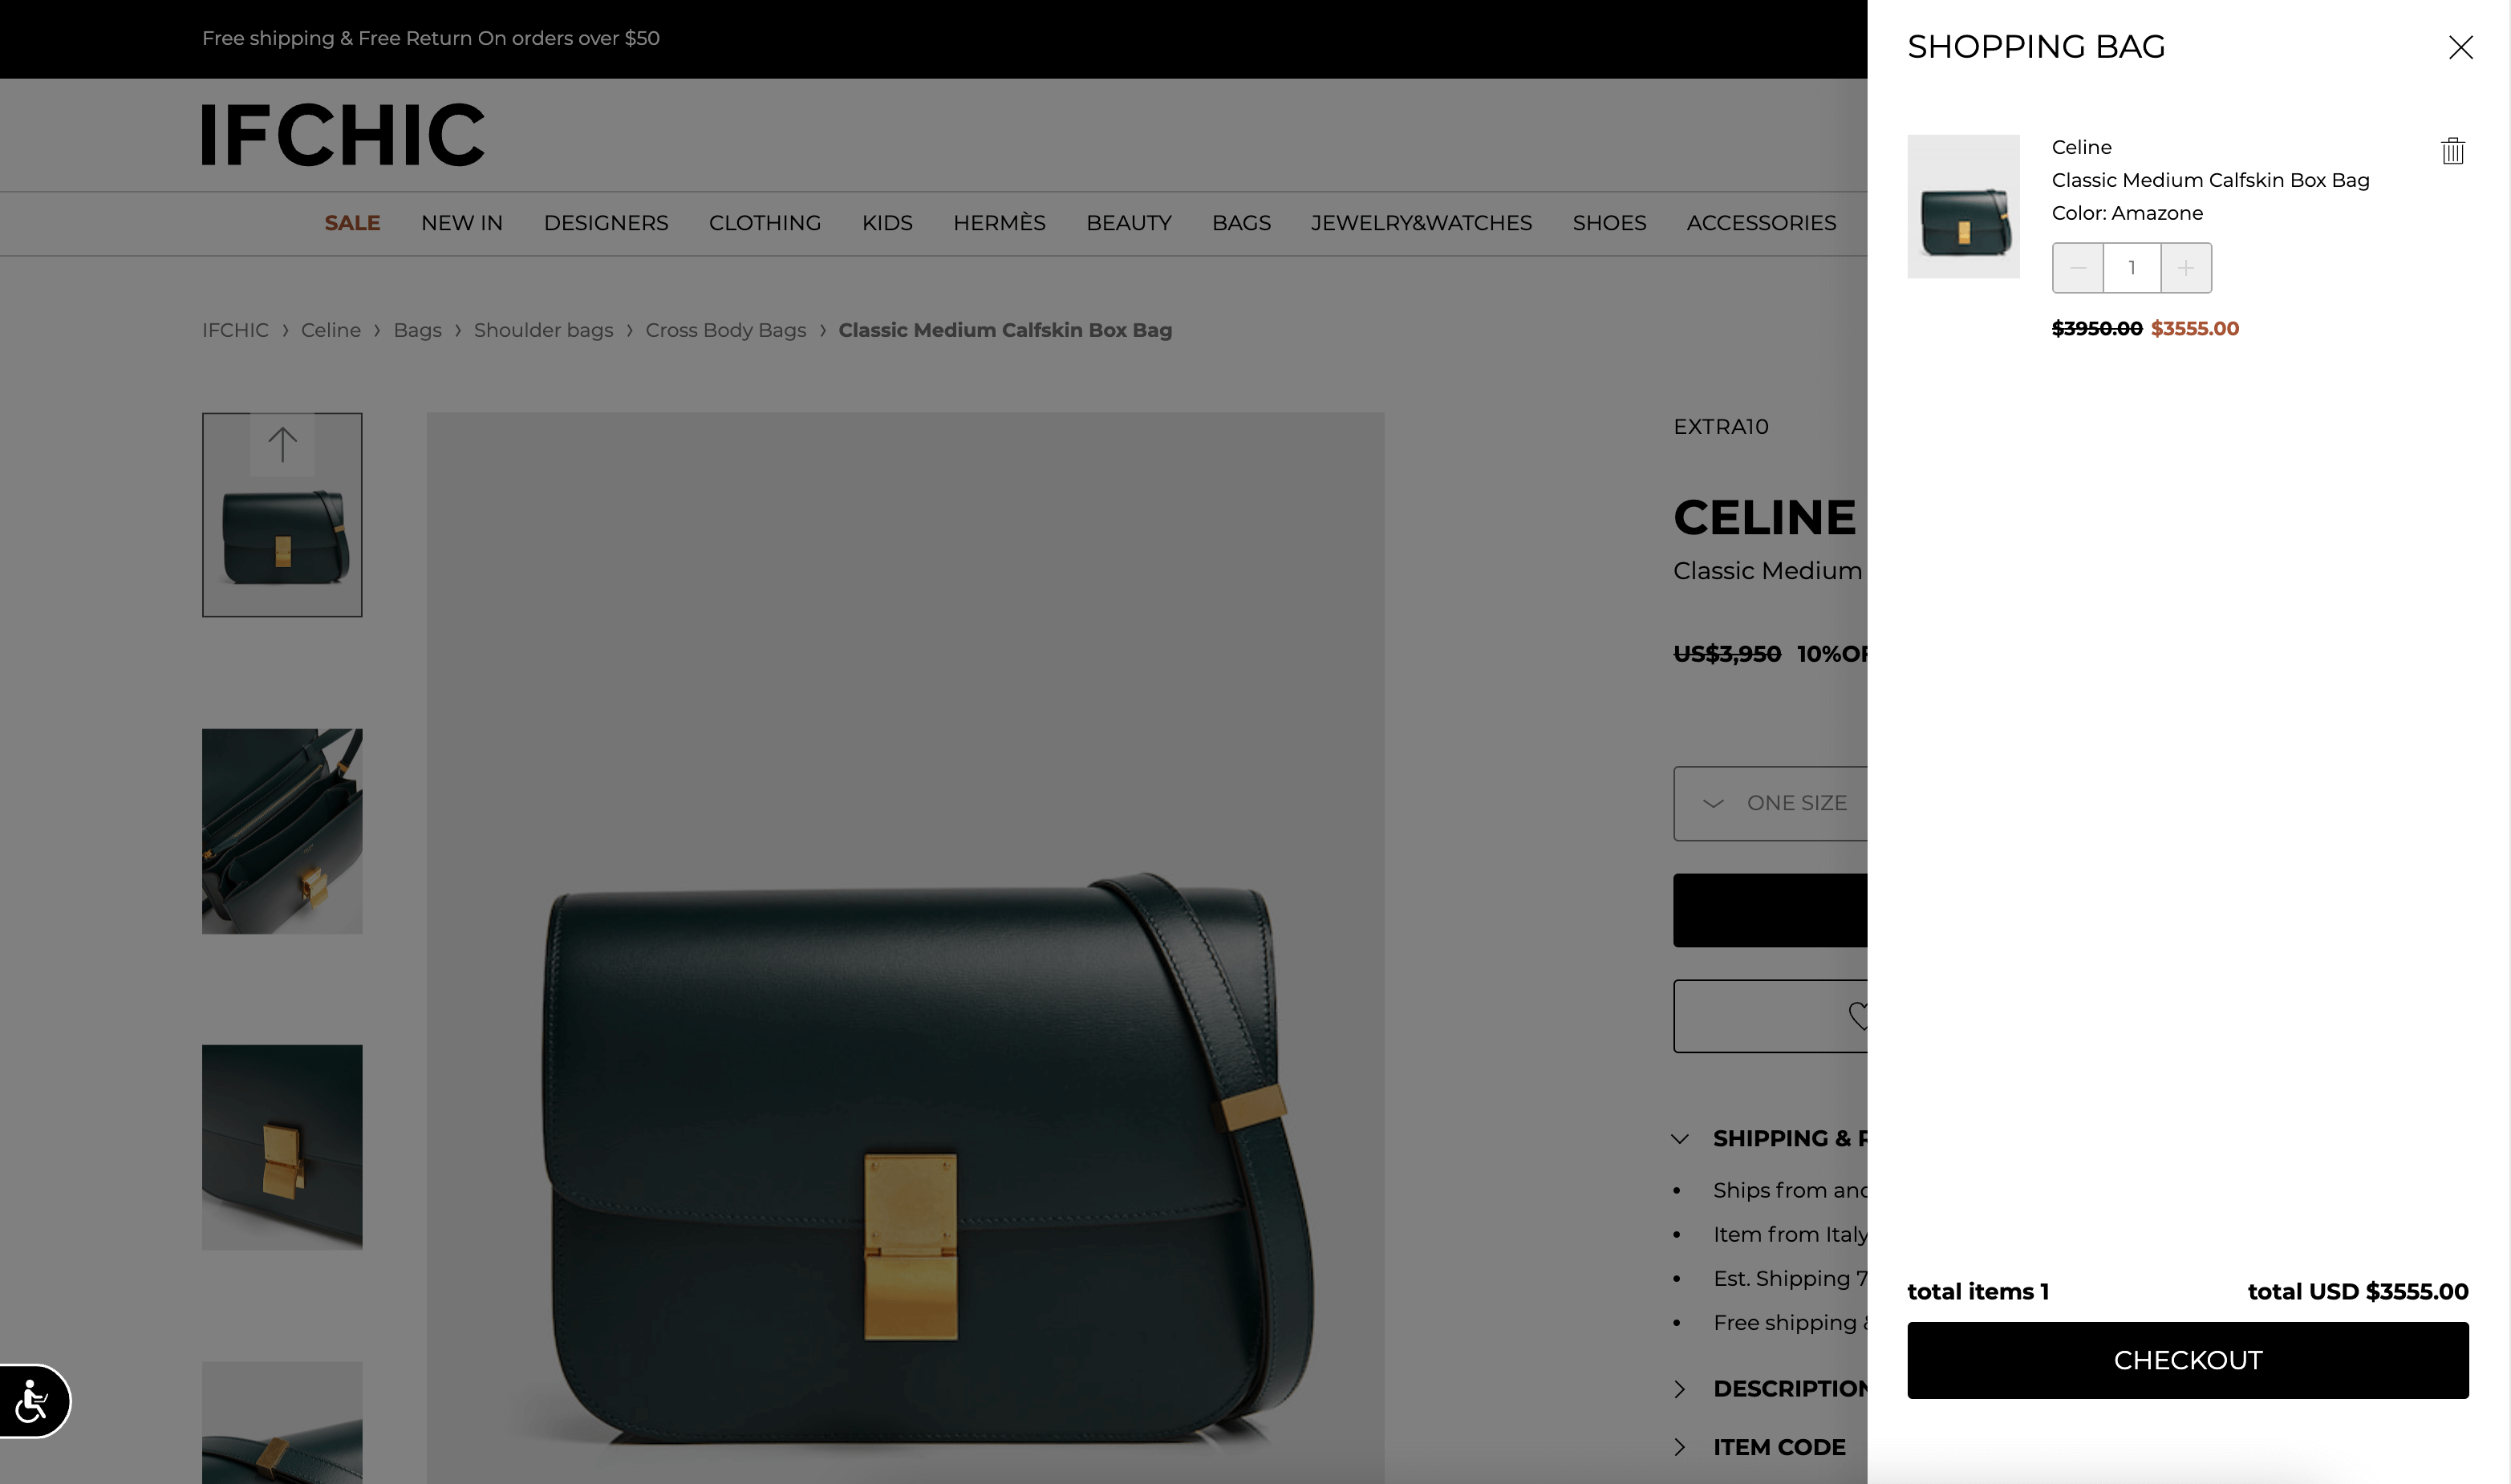 Free shipping & Free Return On orders over $50
IFCHIC
SALE NEW IN DESIGNERS CLOTHING KIDS HERMÈS BEAUTY BAGS JEWELRY&WATCHES SHOES ACCESSORIES
IFCHIC › Celine › Bags › Shoulder bags › Cross Body Bags › Classic Medium Calfskin Box Bag
EXTRA10
CELINE
Classic Medium
US$3,950 10%OF
ONE SIZE
SHIPPING &
Ships from and
Item from Italy
Est. Shipping 7
Free shipping &
DESCRIPTION
ITEM CODE
SHOPPING BAG
Celine
Classic Medium Calfskin Box Bag
Color: Amazone
1
$3950.00 $3555.00
total items 1 total USD $3555.00
CHECKOUT